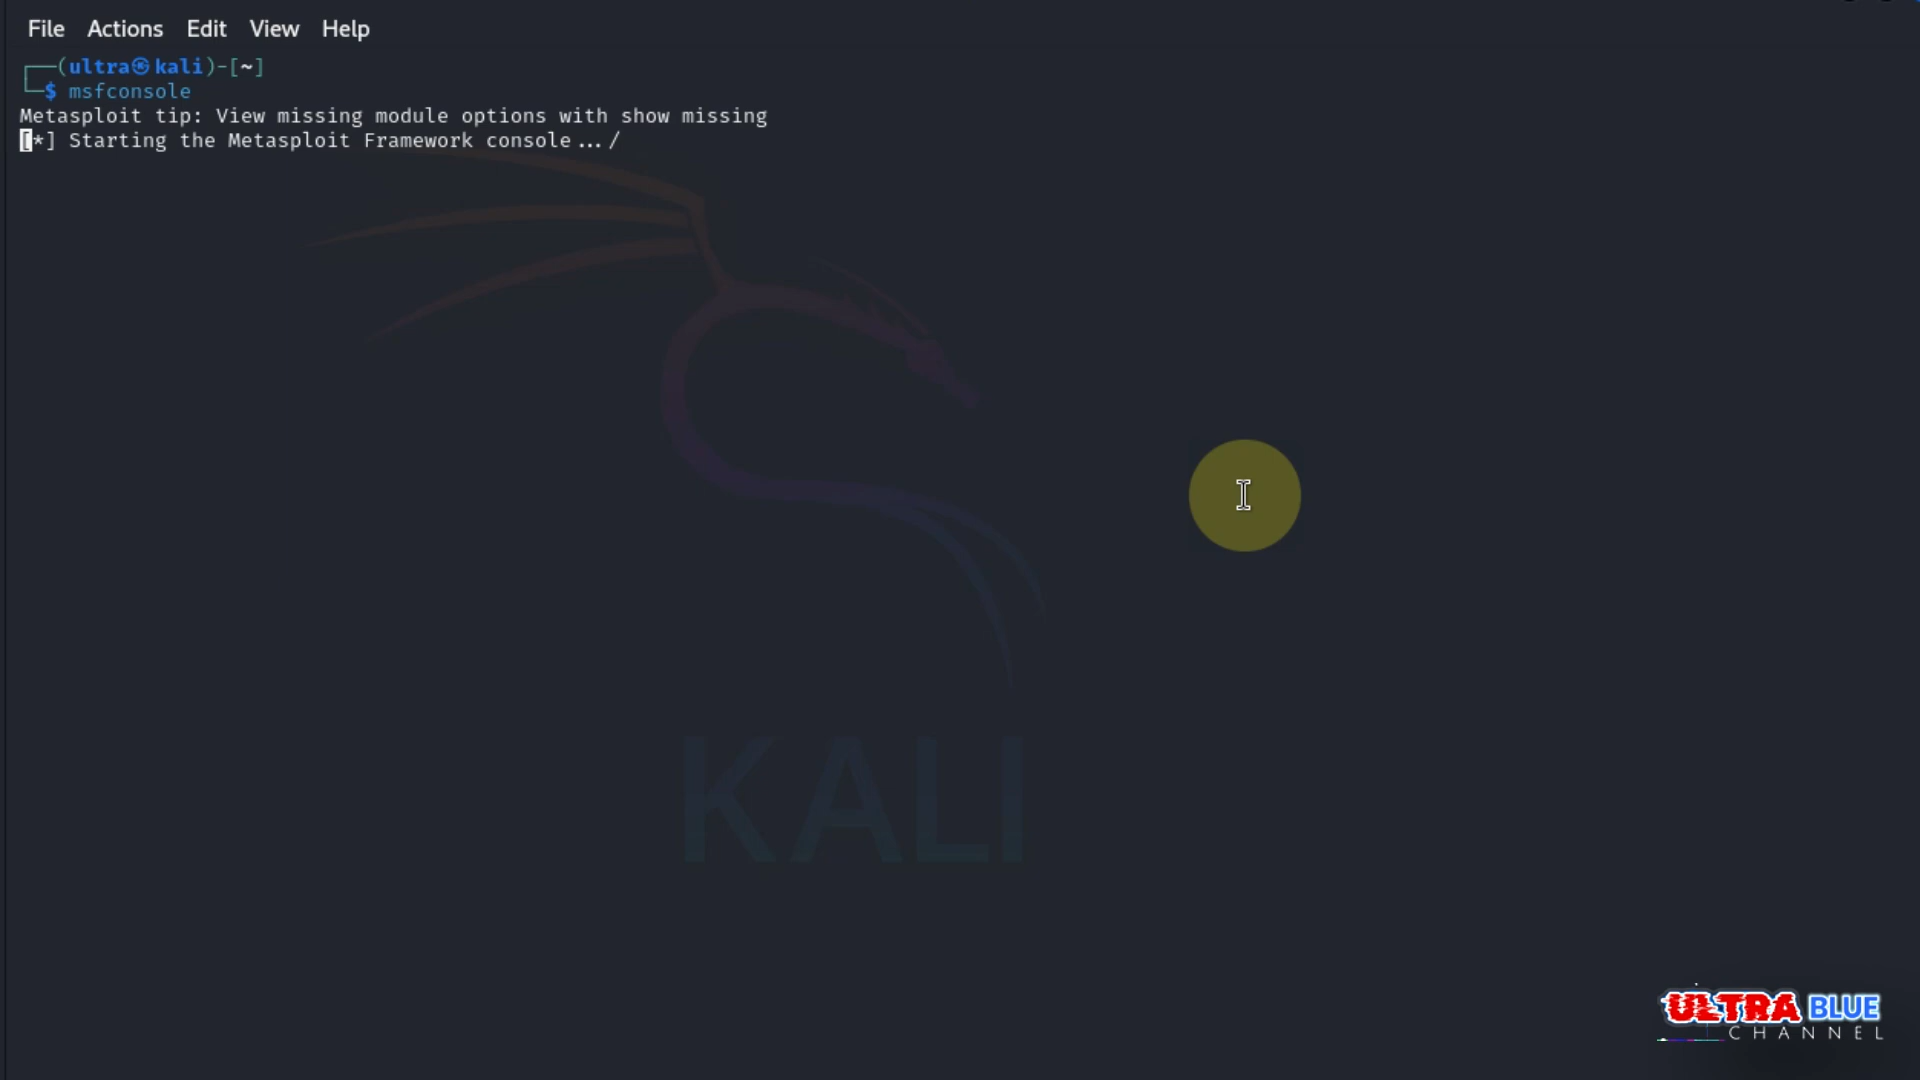 File Actions Edit View Help
┌──(ultra㉿kali)-[~]
└─$ msfconsole
Metasploit tip: View missing module options with show missing
[*] Starting the Metasploit Framework console.../
KALI
ULTRA BLUE
CHANNEL